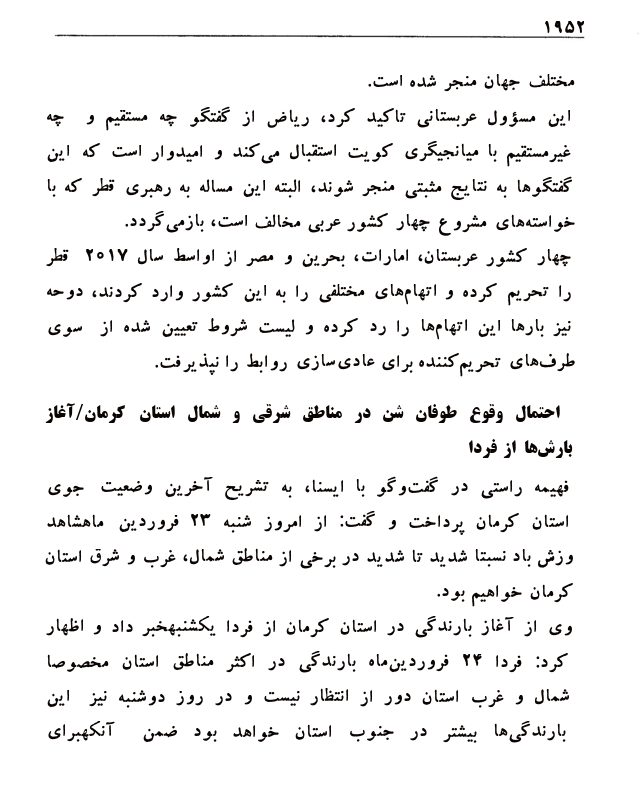 ۱۹۵۲
مختلف جهان منجر شده است.
این مسؤول عربستانی تاکید کرد، ریاض از گفتگو چه مستقیم و چه
غیرمستقیم با میانجیگری کویت استقبال می‌کند و امیدوار است که این
گفتگوها به نتایج مثبتی منجر شوند، البته این مساله به رهبری قطر که با
خواسته‌های مشروع چهار کشور عربی مخالف است، بازمی‌گردد.
چهار کشور عربستان، امارات، بحرین و مصر از اواسط سال ۲۰۱۷ قطر
را تحریم کرده و اتهام‌های مختلفی را به این کشور وارد کردند، دوحه
نیز بارها این اتهام‌ها را رد کرده و لیست شروط تعیین شده از سوی
طرف‌های تحریم‌کننده برای عادی‌سازی روابط را نپذیرفت.
احتمال وقوع طوفان شن در مناطق شرقی و شمال استان کرمان/آغاز
بارش‌ها از فردا
فهیمه راستی در گفت‌وگو با ایسنا، به تشریح آخرین وضعیت جوی
استان کرمان پرداخت و گفت: از امروز شنبه ۲۳ فروردین ماهشاهد
وزش باد نسبتا شدید تا شدید در برخی از مناطق شمال، غرب و شرق استان
کرمان خواهیم بود.
وی از آغاز بارندگی در استان کرمان از فردا یکشنبهخبر داد و اظهار
کرد: فردا ۲۴ فروردین‌ماه بارندگی در اکثر مناطق استان مخصوصا
شمال و غرب استان دور از انتظار نیست و در روز دوشنبه نیز این
بارندگی‌ها بیشتر در جنوب استان خواهد بود ضمن آنکهبرای